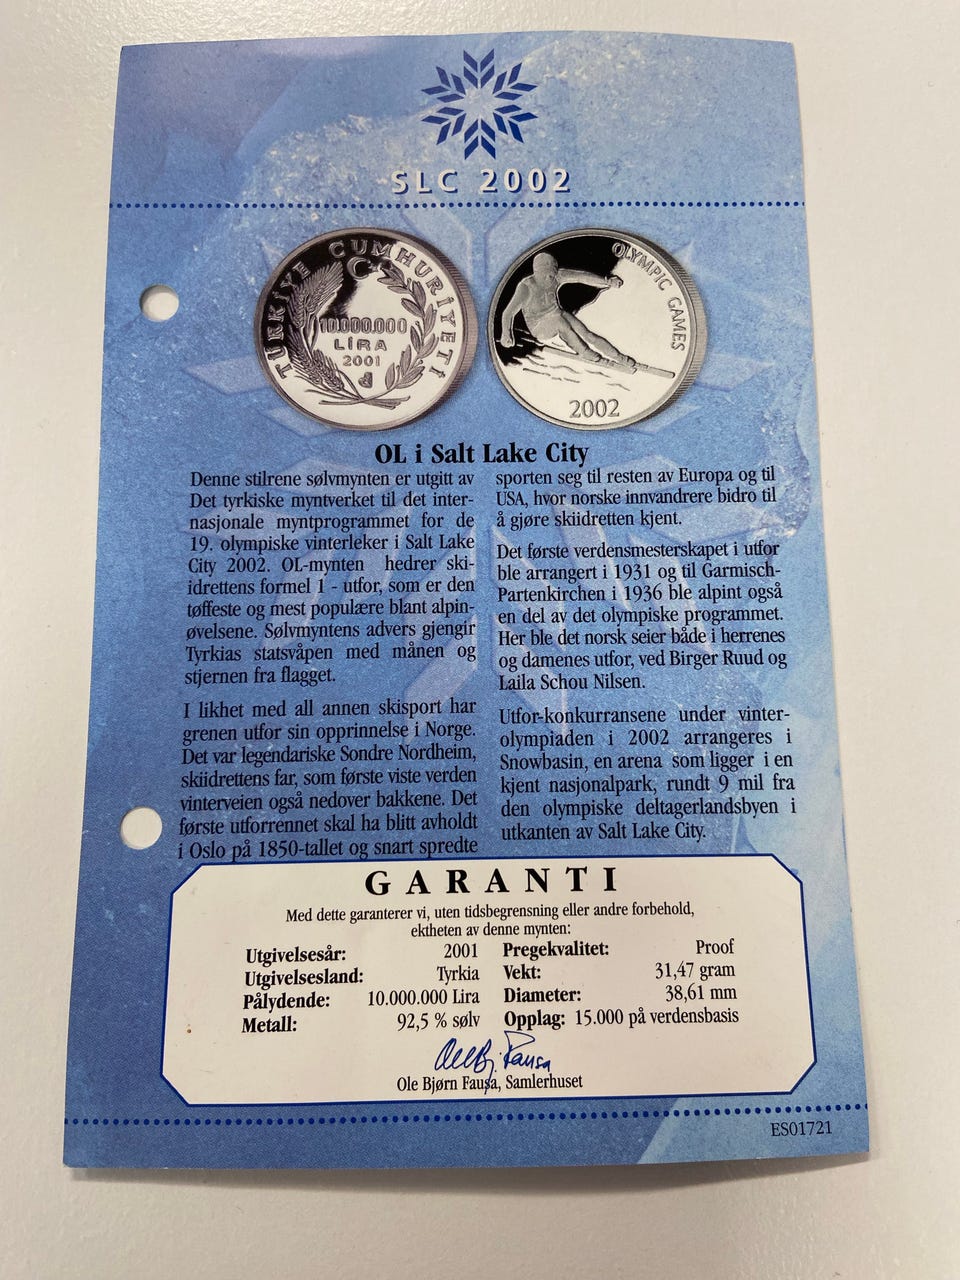 SLC 2002
TÜRKİYE CUMHURİYETİ
10.000.000
LİRA
2001
OLYMPIC GAMES
2002
OL i Salt Lake City
Denne stilrene sølvmynten er utgitt av
Det tyrkiske myntverket til det inter-
nasjonale myntprogrammet for de
19. olympiske vinterleker i Salt Lake
City 2002. OL-mynten hedrer ski-
idrettens formel 1 - utfor, som er den
tøffeste og mest populære blant alpin-
øvelsene. Sølvmyntens advers gjengir
Tyrkias statsvåpen med månen og
stjernen fra flagget.
I likhet med all annen skisport har
grenen utfor sin opprinnelse i Norge.
Det var legendariske Sondre Nordheim,
skiidrettens far, som første viste verden
vinterveien også nedover bakkene. Det
første utforrennet skal ha blitt avholdt
i Oslo på 1850-tallet og snart spredte
sporten seg til resten av Europa og til
USA, hvor norske innvandrere bidro til
å gjøre skiidretten kjent.
Det første verdensmesterskapet i utfor
ble arrangert i 1931 og til Garmisch-
Partenkirchen i 1936 ble alpint også
en del av det olympiske programmet.
Her ble det norsk seier både i herrenes
og damenes utfor, ved Birger Ruud og
Laila Schou Nilsen.
Utfor-konkurransene under vinter-
olympiaden i 2002 arrangeres i
Snowbasin, en arena som ligger i en
kjent nasjonalpark, rundt 9 mil fra
den olympiske deltagerlandsbyen i
utkanten av Salt Lake City.
GARANTI
Med dette garanterer vi, uten tidsbegrensning eller andre forbehold,
ektheten av denne mynten:
Utgivelsesår: 2001
Utgivelsesland: Tyrkia
Pålydende: 10.000.000 Lira
Metall: 92,5 % sølv
Pregekvalitet: Proof
Vekt: 31,47 gram
Diameter: 38,61 mm
Opplag: 15.000 på verdensbasis
Ole Bj. Fausa
Ole Bjørn Fausa, Samlerhuset
ES01721